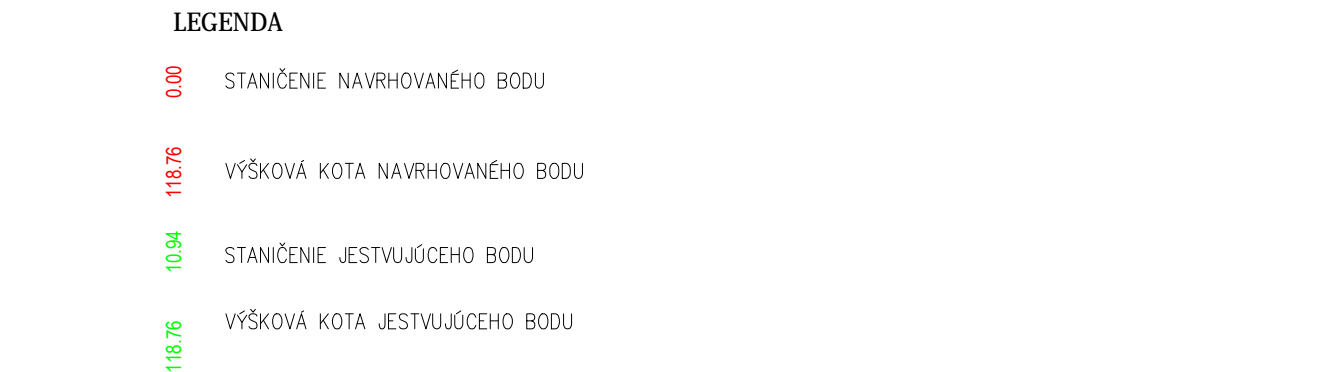 LEGENDA
0.00 STANIČENIE NAVRHOVANÉHO BODU
118.76 VÝŠKOVÁ KOTA NAVRHOVANÉHO BODU
10.94 STANIČENIE JESTVUJÚCEHO BODU
118.76 VÝŠKOVÁ KOTA JESTVUJÚCEHO BODU